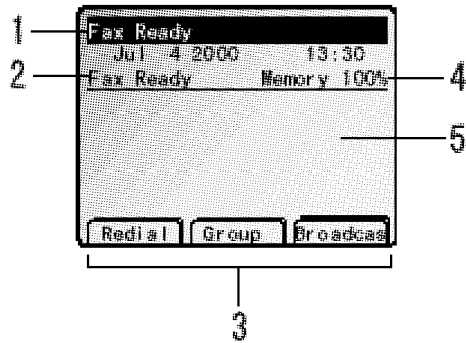 1 Fax Ready
Jul 4 2000 13:30
2 Fax Ready Memory 100% 4
5
Redial Group Broadcas
3